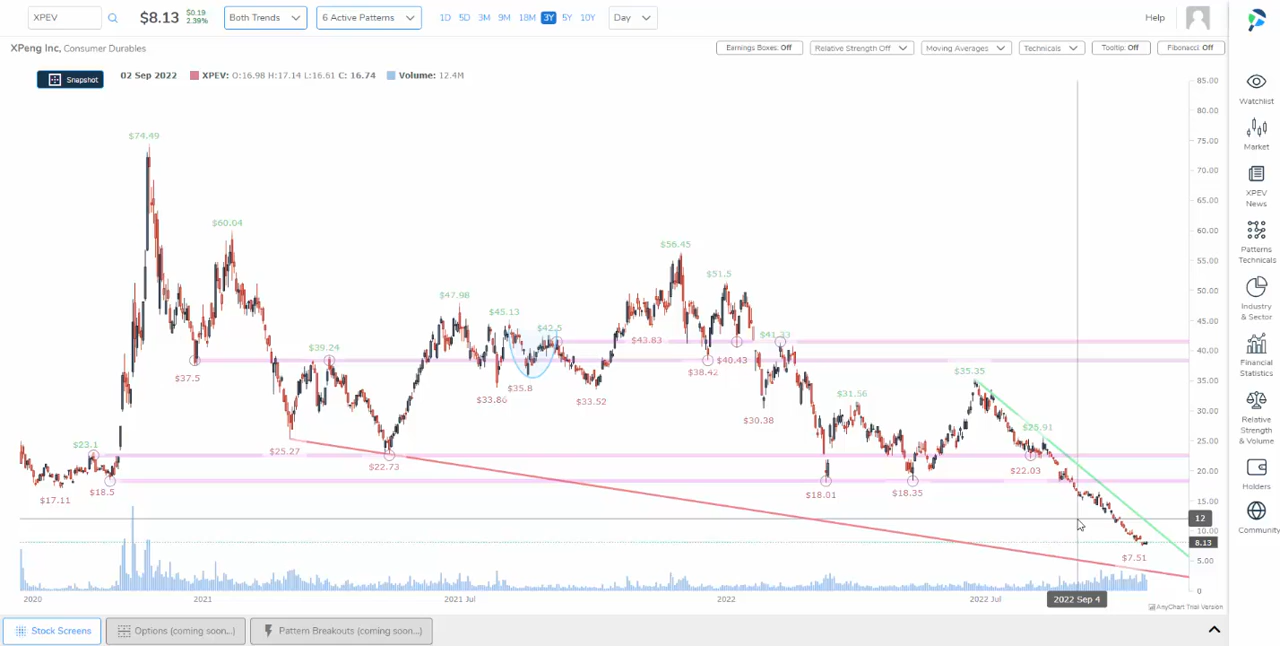 XPEV $8.13 $0.19 2.39% Both Trends 6 Active Patterns 1D 5D 3M 9M 18M 3Y 5Y 10Y Day Help
XPeng Inc, Consumer Durables
Earnings Boxes: Off Relative Strength Off Moving Averages Technicals Tooltip: Off Fibonacci: Off
Snapshot 02 Sep 2022 XPEV: O:16.98 H:17.14 L:16.61 C: 16.74 Volume: 12.4M
85.00
80.00
75.00
70.00
65.00
60.00
55.00
50.00
45.00
40.00
35.00
30.00
25.00
20.00
15.00
12
10.00
8.13
5.00
0
$74.49
$60.04
$56.45
$51.5
$47.98
$45.13
$42.5
$41.33
$43.83
$39.24
$40.43
$38.42
$37.5
$35.8
$33.86
$33.52
$35.35
$31.56
$30.38
$25.91
$23.1
$25.27
$22.73
$22.03
$18.5
$17.11
$18.01
$18.35
$7.51
2020 2021 2021 Jul 2022 2022 Jul
2022 Sep 4
AnyChart Trial Version
Watchlist
Market
XPEV
News
Patterns
Technicals
Industry
& Sector
Financial
Statistics
Relative
Strength
& Volume
Holders
Community
Stock Screens Options (coming soon...) Pattern Breakouts (coming soon...)